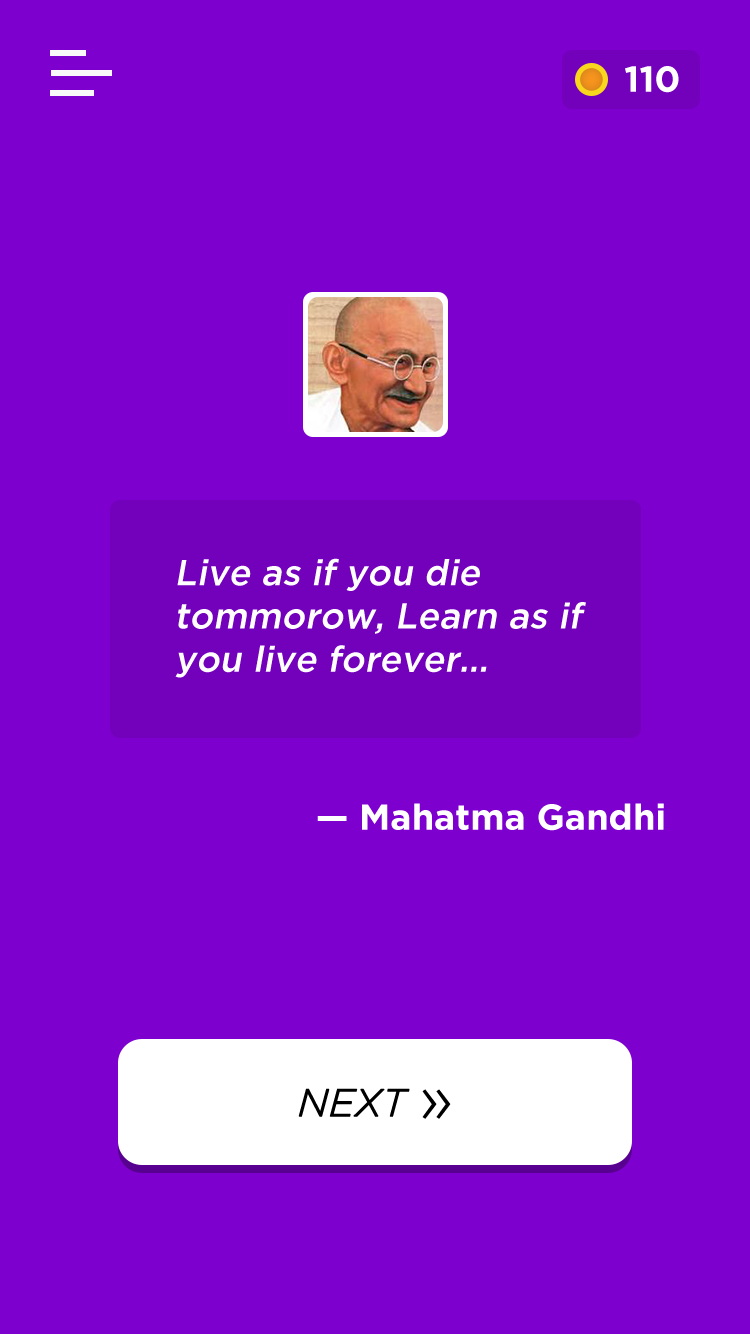 110
Live as if you die
tommorow, Learn as if
you live forever...
— Mahatma Gandhi
NEXT »